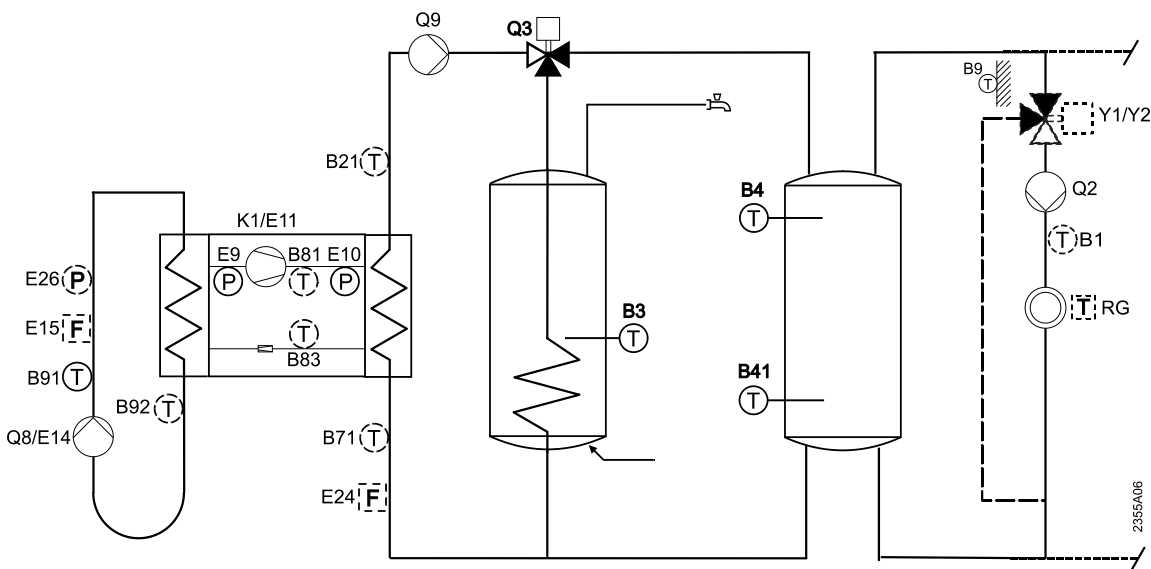 Q9
Q3
B9
T
Y1/Y2
B21
T
B4
T
Q2
K1/E11
E9
B81
E10
P
T
P
T
B1
E26
P
E15
F
T
B83
B3
T
T
RG
B91
T
B92
T
B41
T
Q8/E14
B71
T
E24
F
2355A06